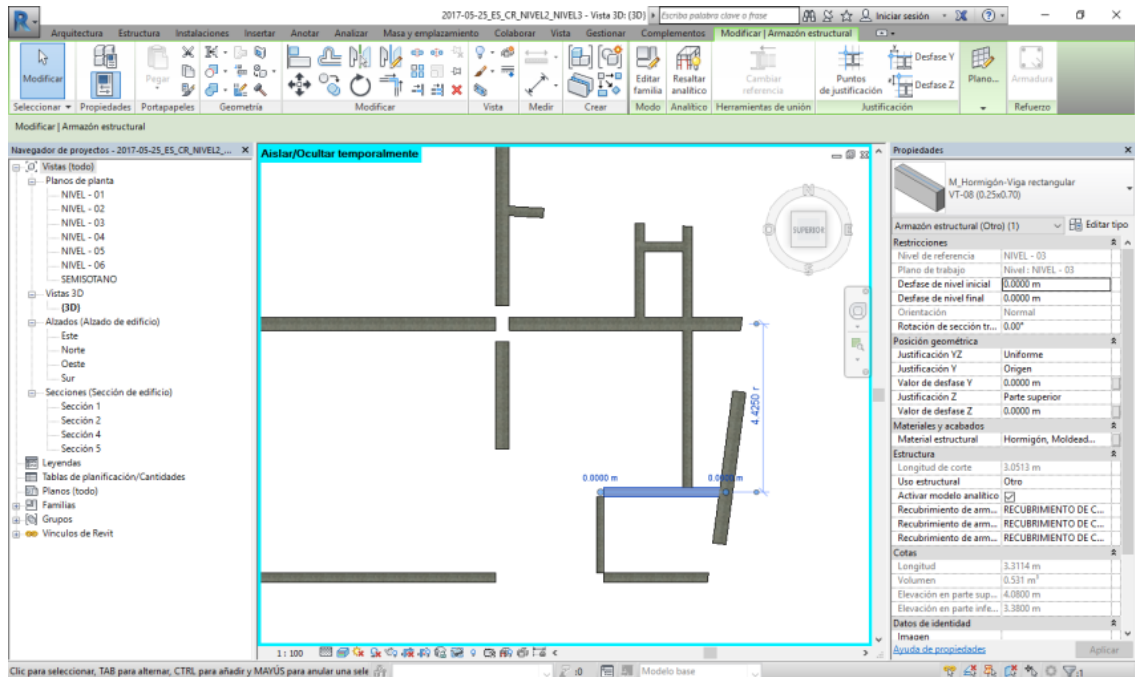 2017-05-25_ES_CR_NIVEL2_NIVEL3 - Vista 3D: {3D}
Escriba palabra clave o frase
Iniciar sesión
Arquitectura Estructura Instalaciones Insertar Anotar Analizar Masa y emplazamiento Colaborar Vista Gestionar Complementos Modificar | Armazón estructural
Modificar
Pegar
Editar familia
Resaltar analítico
Cambiar referencia
Puntos de justificación
Desfase Y
Desfase Z
Plano...
Armadura
Seleccionar Propiedades Portapapeles Geometría Modificar Vista Medir Crear Modo Analítico Herramientas de unión Justificación Refuerzo
Modificar | Armazón estructural
Navegador de proyectos - 2017-05-25_ES_CR_NIVEL2_...
Vistas (todo)
Planos de planta
NIVEL - 01
NIVEL - 02
NIVEL - 03
NIVEL - 04
NIVEL - 05
NIVEL - 06
SEMISOTANO
Vistas 3D
{3D}
Alzados (Alzado de edificio)
Este
Norte
Oeste
Sur
Secciones (Sección de edificio)
Sección 1
Sección 2
Sección 4
Sección 5
Leyendas
Tablas de planificación/Cantidades
Planos (todo)
Familias
Grupos
Vínculos de Revit
Aislar/Ocultar temporalmente
SUPERIOR
4.4250
0.0000 m
0.0000 m
1 : 100
Propiedades
M_Hormigón-Viga rectangular
VT-08 (0.25x0.70)
Armazón estructural (Otro) (1) Editar tipo
Restricciones
Nivel de referencia NIVEL - 03
Plano de trabajo Nivel : NIVEL - 03
Desfase de nivel inicial 0.0000 m
Desfase de nivel final 0.0000 m
Orientación Normal
Rotación de sección tr... 0.00°
Posición geométrica
Justificación YZ Uniforme
Justificación Y Origen
Valor de desfase Y 0.0000 m
Justificación Z Parte superior
Valor de desfase Z 0.0000 m
Materiales y acabados
Material estructural Hormigón, Moldead...
Estructura
Longitud de corte 3.0513 m
Uso estructural Otro
Activar modelo analítico
Recubrimiento de arm... RECUBRIMIENTO DE C...
Recubrimiento de arm... RECUBRIMIENTO DE C...
Recubrimiento de arm... RECUBRIMIENTO DE C...
Cotas
Longitud 3.3114 m
Volumen 0.531 m³
Elevación en parte sup... 4.0800 m
Elevación en parte infe... 3.3800 m
Datos de identidad
Imagen
Ayuda de propiedades Aplicar
Clic para seleccionar, TAB para alternar, CTRL para añadir y MAYÚS para anular una sele
:0
Modelo base
:1